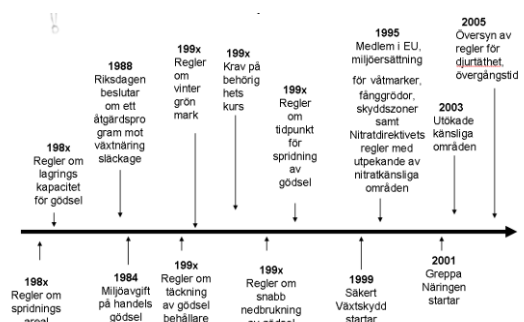 198x
Regler om
lagrings
kapacitet
för gödsel
1988
Riksdagen
beslutar
om ett
åtgärdspro
gram mot
växtnäring
släckage
199x
Regler
om
vinter
grön
mark
199x
Krav på
behörig
hets
kurs
199x
Regler
om
tidpunkt
för
spridning
av
gödsel
1995
Medlem i EU,
miljöersättning
för våtmarker,
fånggrödor,
skyddszoner
samt
Nitratdirektivets
regler med
utpekande av
nitratkänsliga
områden
2003
Utökade
känsliga
områden
2005
Översyn av
regler för
djurtäthet,
övergångstid
198x
Regler om
spridnings
areal
1984
Miljöavgift
på handels
gödsel
199x
Regler om
täckning
av gödsel
behållare
199x
Regler om
snabb
nedbrukning
av gödsel
1999
Säkert
Växtskydd
startar
2001
Greppa
Näringen
startar